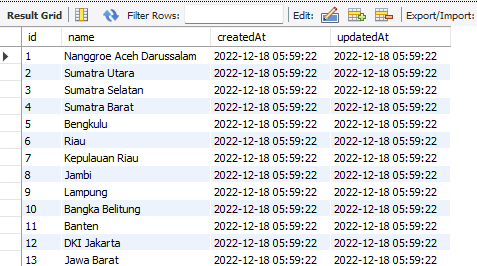 Result Grid Filter Rows: Edit: Export/Import:
id name createdAt updatedAt
1 Nanggroe Aceh Darussalam 2022-12-18 05:59:22 2022-12-18 05:59:22
2 Sumatra Utara 2022-12-18 05:59:22 2022-12-18 05:59:22
3 Sumatra Selatan 2022-12-18 05:59:22 2022-12-18 05:59:22
4 Sumatra Barat 2022-12-18 05:59:22 2022-12-18 05:59:22
5 Bengkulu 2022-12-18 05:59:22 2022-12-18 05:59:22
6 Riau 2022-12-18 05:59:22 2022-12-18 05:59:22
7 Kepulauan Riau 2022-12-18 05:59:22 2022-12-18 05:59:22
8 Jambi 2022-12-18 05:59:22 2022-12-18 05:59:22
9 Lampung 2022-12-18 05:59:22 2022-12-18 05:59:22
10 Bangka Belitung 2022-12-18 05:59:22 2022-12-18 05:59:22
11 Banten 2022-12-18 05:59:22 2022-12-18 05:59:22
12 DKI Jakarta 2022-12-18 05:59:22 2022-12-18 05:59:22
13 Jawa Barat 2022-12-18 05:59:22 2022-12-18 05:59:22